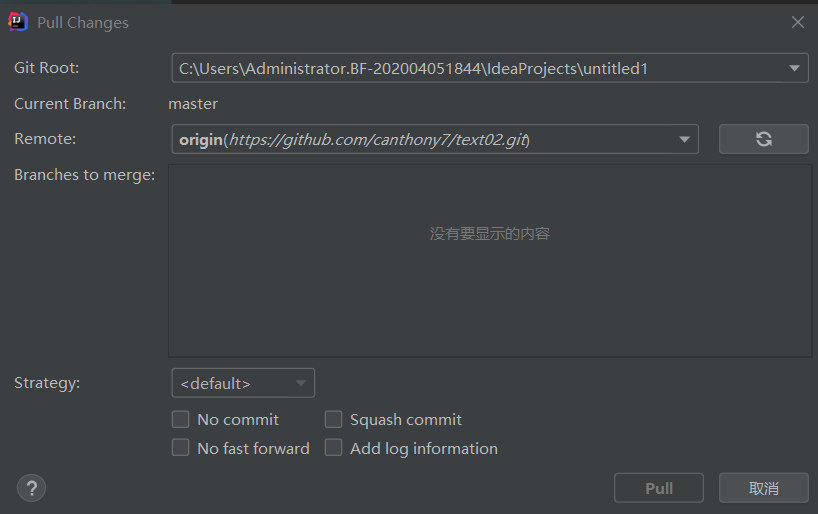 Pull Changes
Git Root: C:\Users\Administrator.BF-202004051844\IdeaProjects\untitled1
Current Branch: master
Remote: origin(https://github.com/canthony7/text02.git)
Branches to merge:
没有要显示的内容
Strategy: <default>
No commit Squash commit
No fast forward Add log information
? Pull 取消